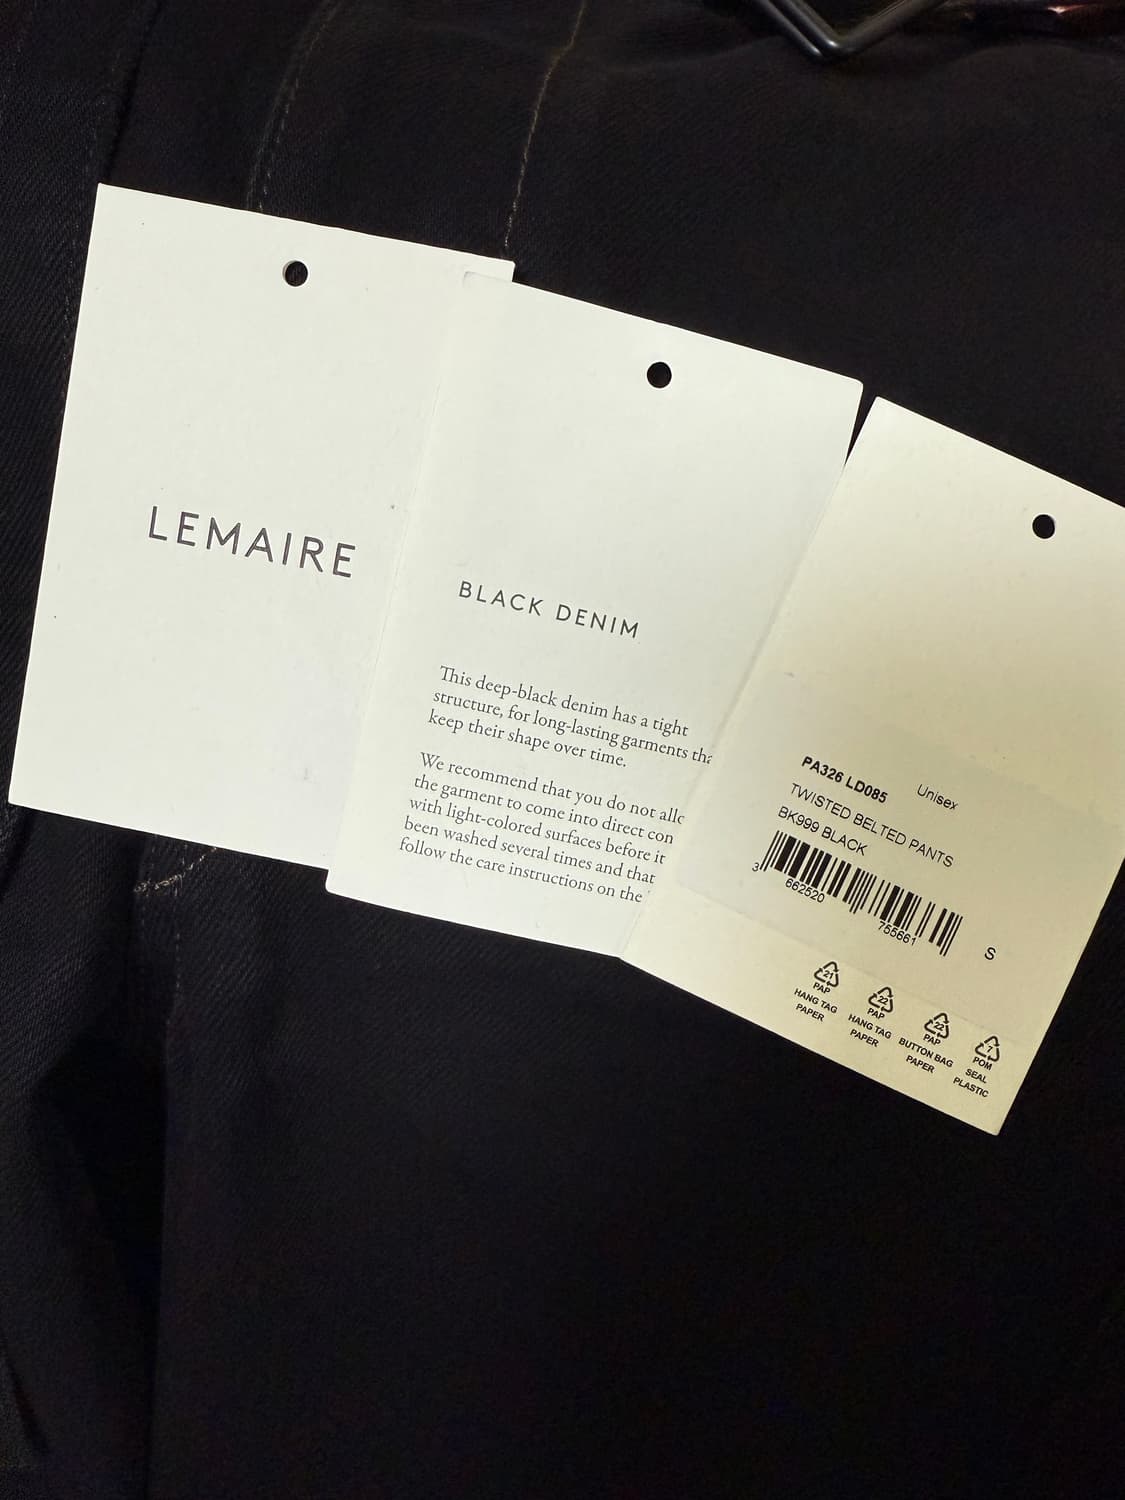 LEMAIRE
BLACK DENIM
This deep-black denim has a tight
structure, for long-lasting garments tha
keep their shape over time.
We recommend that you do not allo
the garment to come into direct con
with light-colored surfaces before it
been washed several times and that
follow the care instructions on the
PA326 LD085 Unisex
TWISTED BELTED PANTS
BK999 BLACK
3 662520 755661 S
21 PAP HANG TAG PAPER
22 PAP HANG TAG PAPER
22 PAP BUTTON BAG PAPER
7 POM SEAL PLASTIC